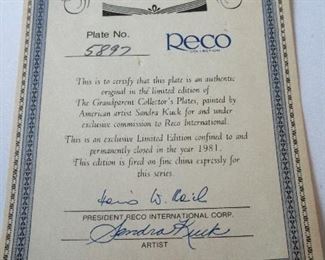 Plate No.
5897
Reco
COLLECTION
This is to certify that this plate is an authentic
original in the limited edition of
The Grandparent Collector's Plates, painted by
American artist Sandra Kuck for and under
exclusive commission to Reco International.
This is an exclusive Limited Edition confined to and
permanently closed in the year 1981.
This edition is fired on fine china expressly for
this series.
PRESIDENT RECO INTERNATIONAL CORP.
Sandra Kuck
ARTIST